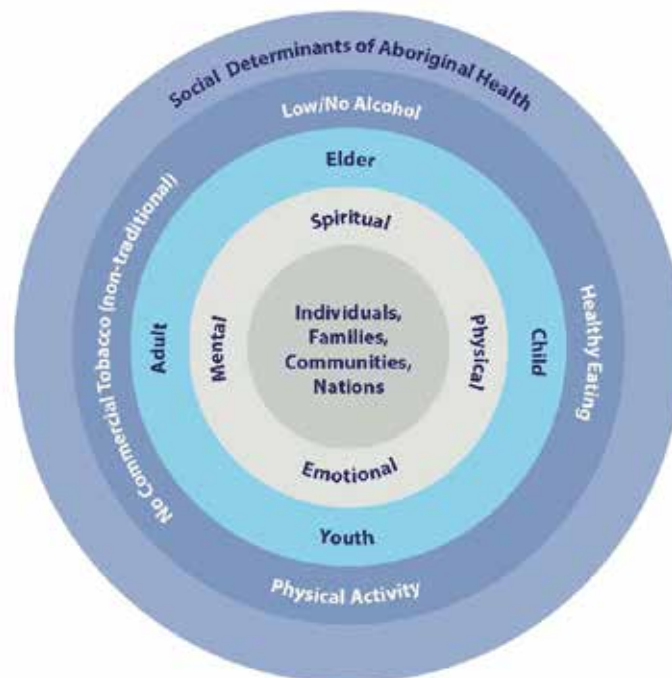 Social Determinants of Aboriginal Health
Low/No Alcohol
Elder
Spiritual
No Commercial Tobacco (non-traditional)
Adult
Mental
Individuals,
Families,
Communities,
Nations
Physical
Child
Healthy Eating
Emotional
Youth
Physical Activity